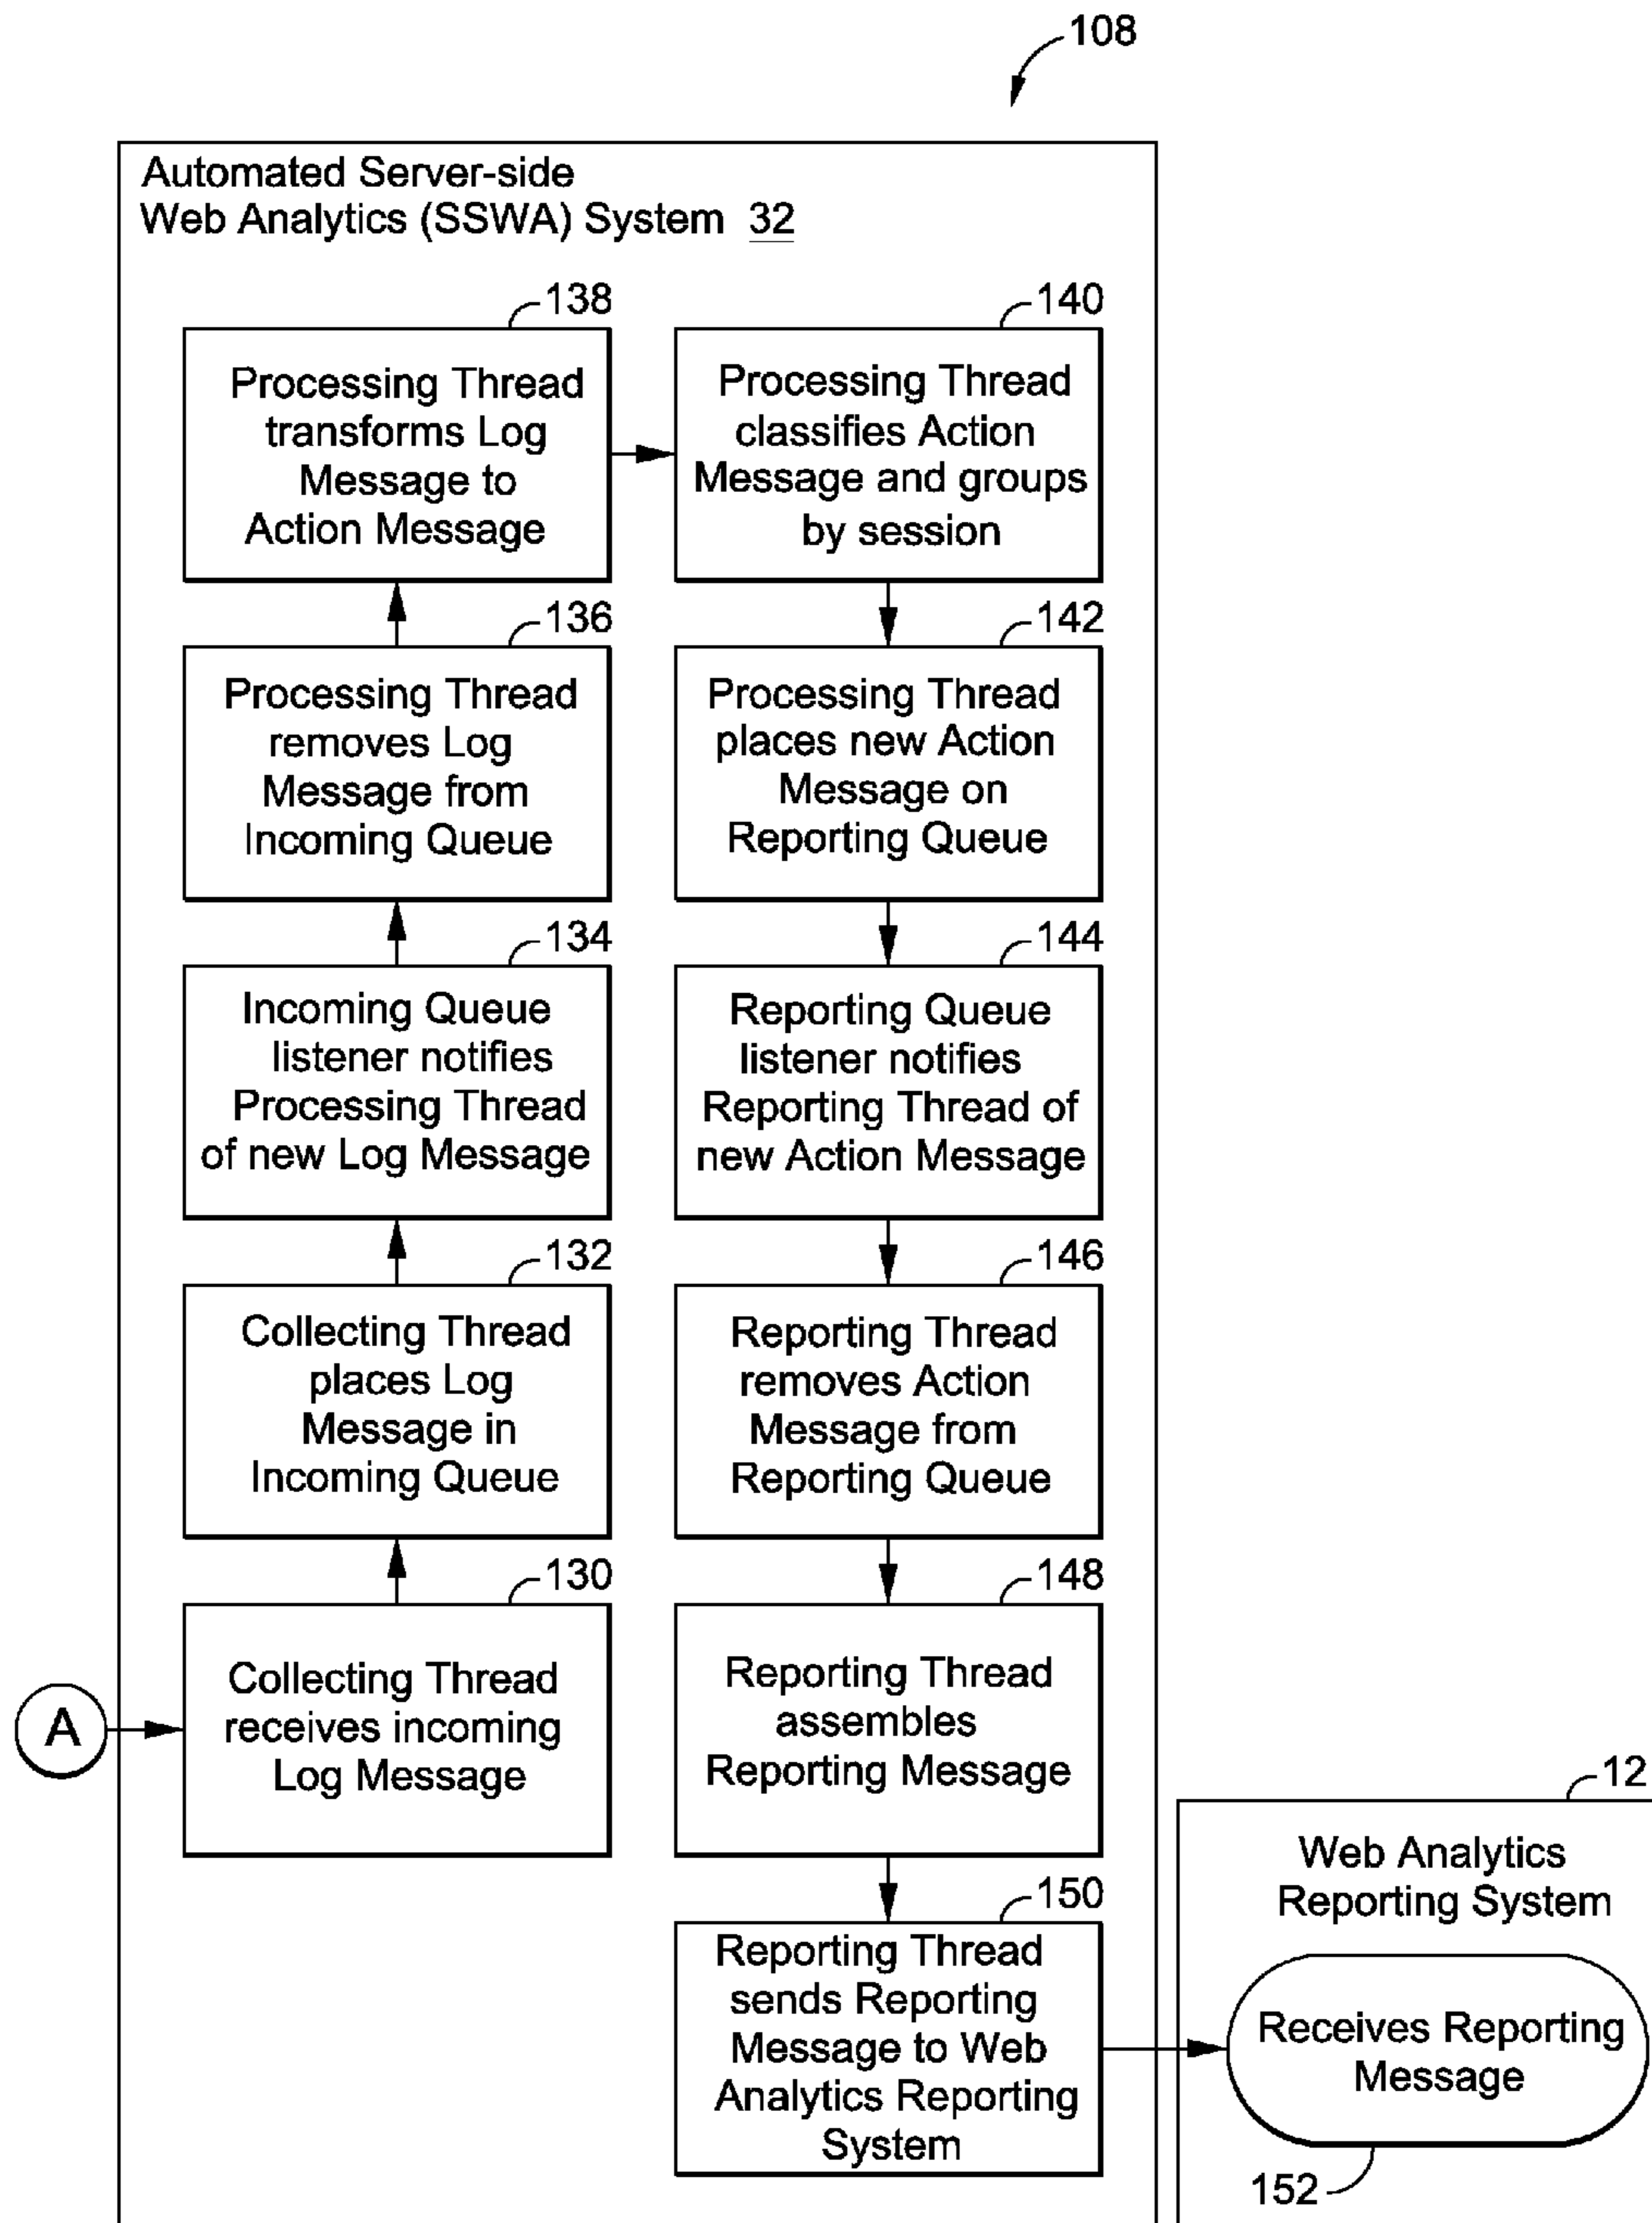 108
Automated Server-side
Web Analytics (SSWA) System 32
138
Processing Thread
transforms Log
Message to
Action Message
140
Processing Thread
classifies Action
Message and groups
by session
136
Processing Thread
removes Log
Message from
Incoming Queue
142
Processing Thread
places new Action
Message on
Reporting Queue
134
Incoming Queue
listener notifies
Processing Thread
of new Log Message
144
Reporting Queue
listener notifies
Reporting Thread of
new Action Message
132
Collecting Thread
places Log
Message in
Incoming Queue
146
Reporting Thread
removes Action
Message from
Reporting Queue
130
Collecting Thread
receives incoming
Log Message
A
148
Reporting Thread
assembles
Reporting Message
150
Reporting Thread
sends Reporting
Message to Web
Analytics Reporting
System
12
Web Analytics
Reporting System
Receives Reporting
Message
152